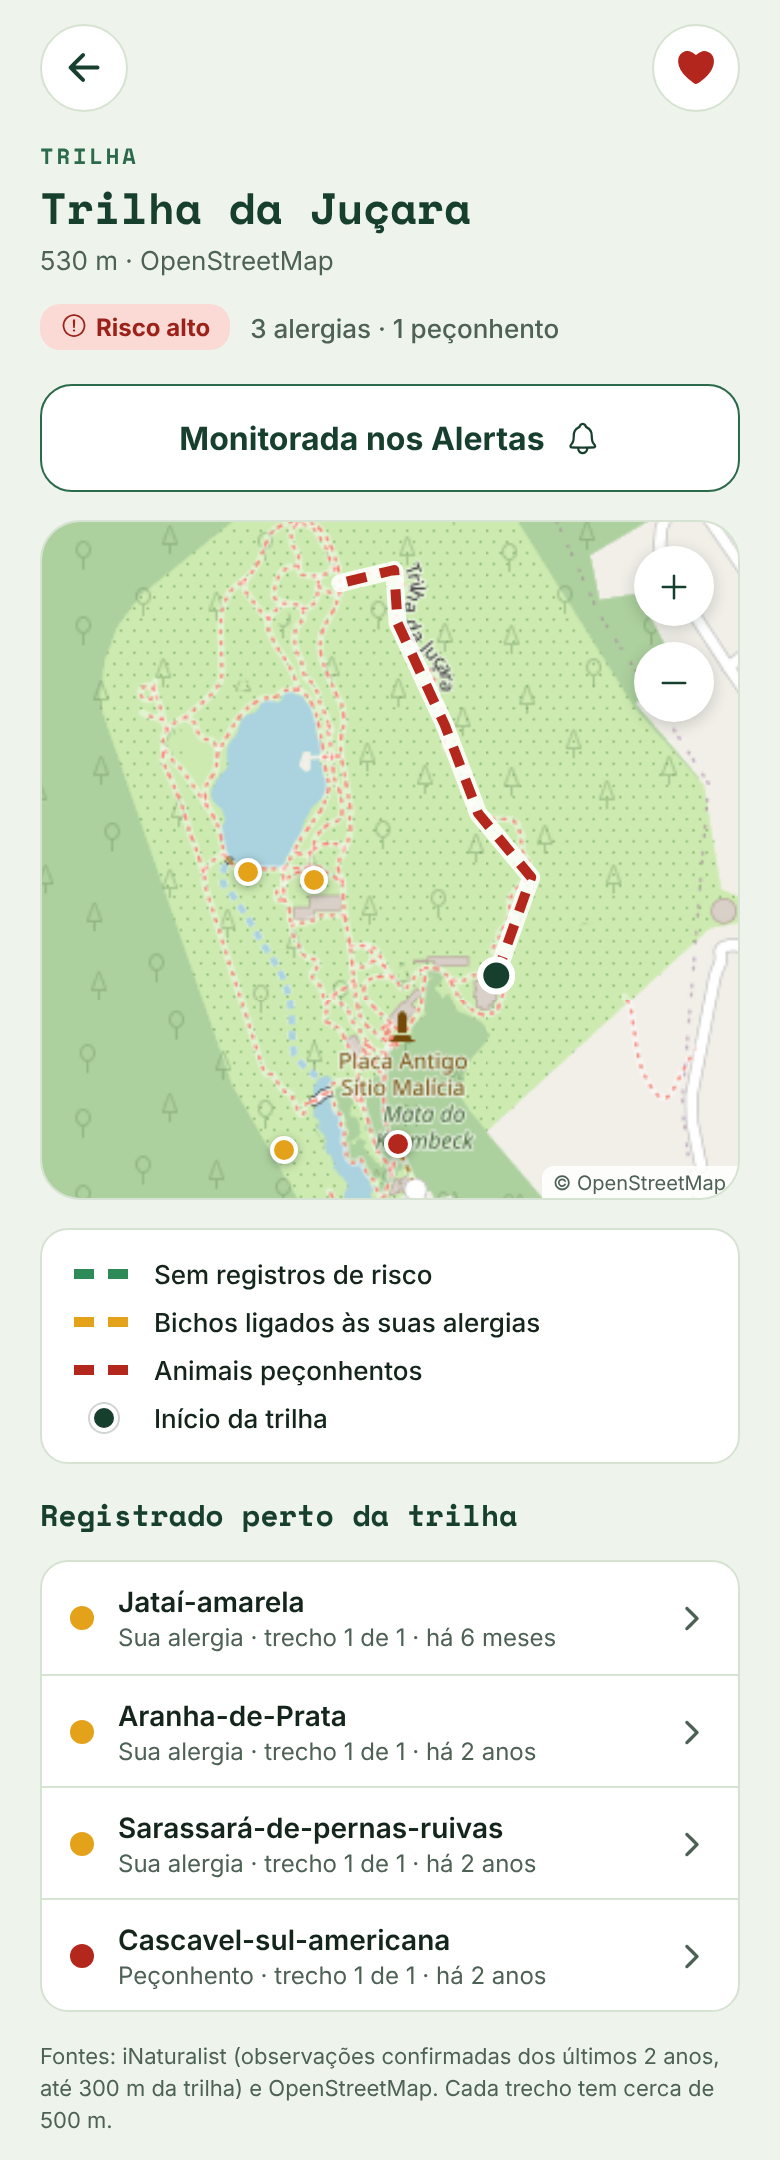 TRILHA
Trilha da Juçara
530 m · OpenStreetMap
Risco alto
3 alergias · 1 peçonhento
Monitorada nos Alertas
Trilha da Juçara
Placa Antigo
Sítio Malícia
Mata do
© OpenStreetMap
Sem registros de risco
Bichos ligados às suas alergias
Animais peçonhentos
Início da trilha
Registrado perto da trilha
Jataí-amarela
Sua alergia · trecho 1 de 1 · há 6 meses
Aranha-de-Prata
Sua alergia · trecho 1 de 1 · há 2 anos
Sarassará-de-pernas-ruivas
Sua alergia · trecho 1 de 1 · há 2 anos
Cascavel-sul-americana
Peçonhento · trecho 1 de 1 · há 2 anos
Fontes: iNaturalist (observações confirmadas dos últimos 2 anos,
até 300 m da trilha) e OpenStreetMap. Cada trecho tem cerca de
500 m.